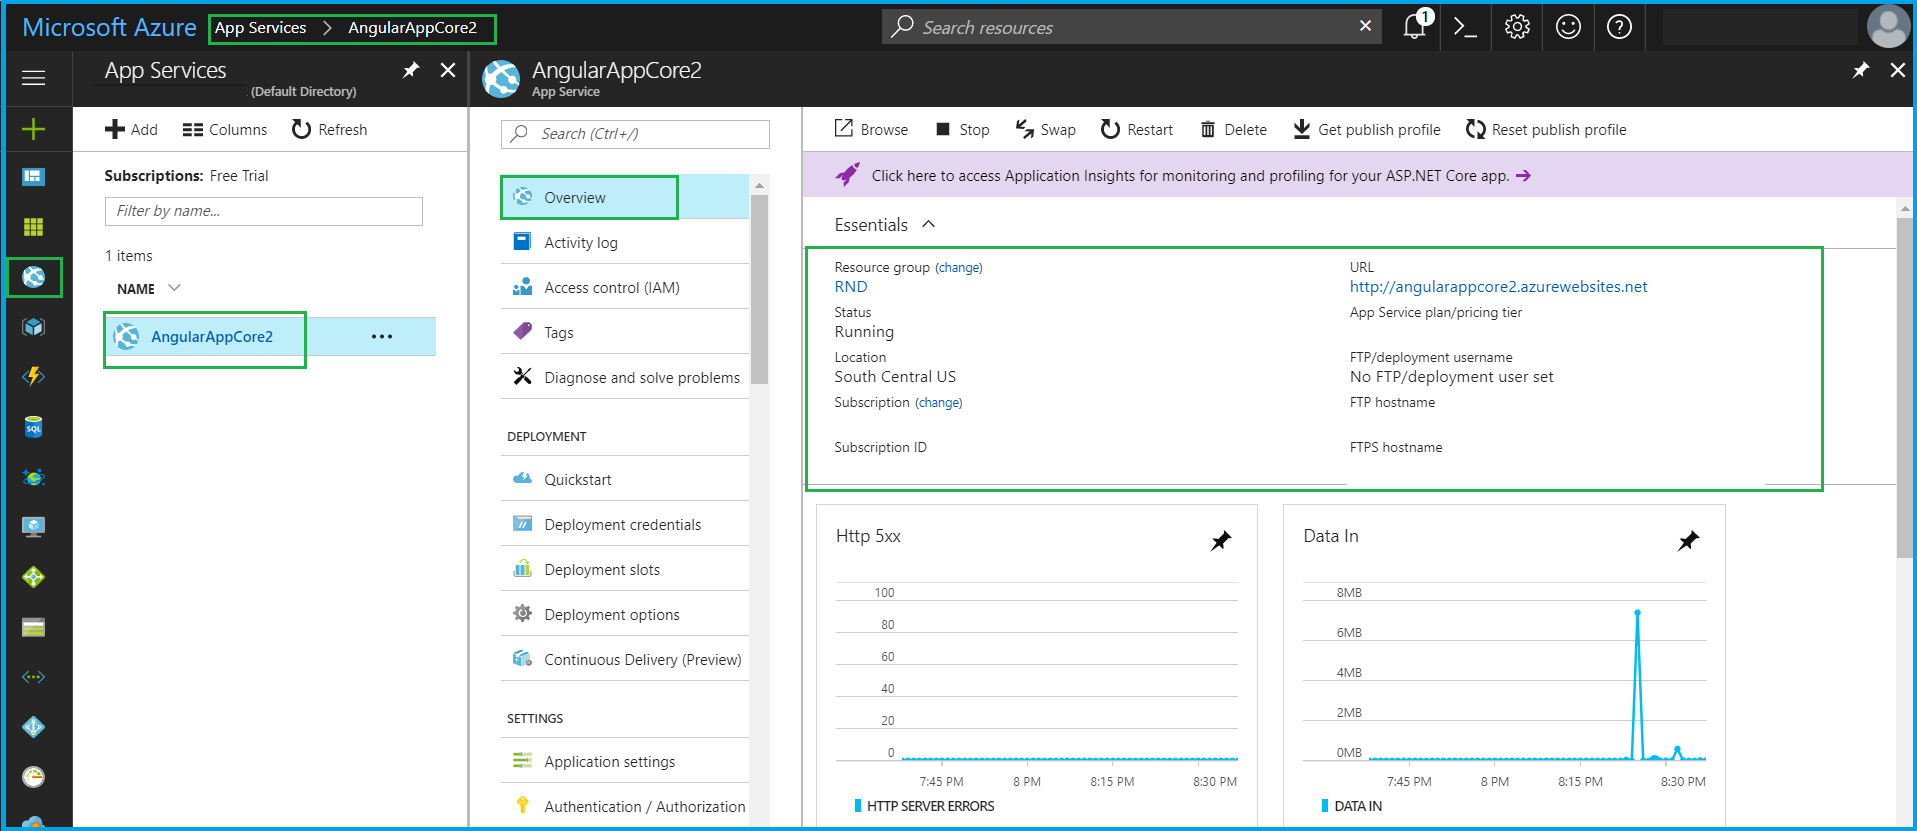 Microsoft Azure App Services > AngularAppCore2
Search resources
1
App Services
(Default Directory)
Add Columns Refresh
Subscriptions: Free Trial
Filter by name...
1 items
NAME
AngularAppCore2
AngularAppCore2
App Service
Search (Ctrl+/)
Overview
Activity log
Access control (IAM)
Tags
Diagnose and solve problems
DEPLOYMENT
Quickstart
Deployment credentials
Deployment slots
Deployment options
Continuous Delivery (Preview)
SETTINGS
Application settings
Authentication / Authorization
Browse Stop Swap Restart Delete Get publish profile Reset publish profile
Click here to access Application Insights for monitoring and profiling for your ASP.NET Core app.
Essentials
Resource group (change)
RND
Status
Running
Location
South Central US
Subscription (change)
Subscription ID
URL
http://angularappcore2.azurewebsites.net
App Service plan/pricing tier
FTP/deployment username
No FTP/deployment user set
FTP hostname
FTPS hostname
Http 5xx
100
80
60
40
20
0
7:45 PM 8 PM 8:15 PM 8:30 PM
HTTP SERVER ERRORS
Data In
8MB
6MB
4MB
2MB
0MB
7:45 PM 8 PM 8:15 PM 8:30 PM
DATA IN
SQL